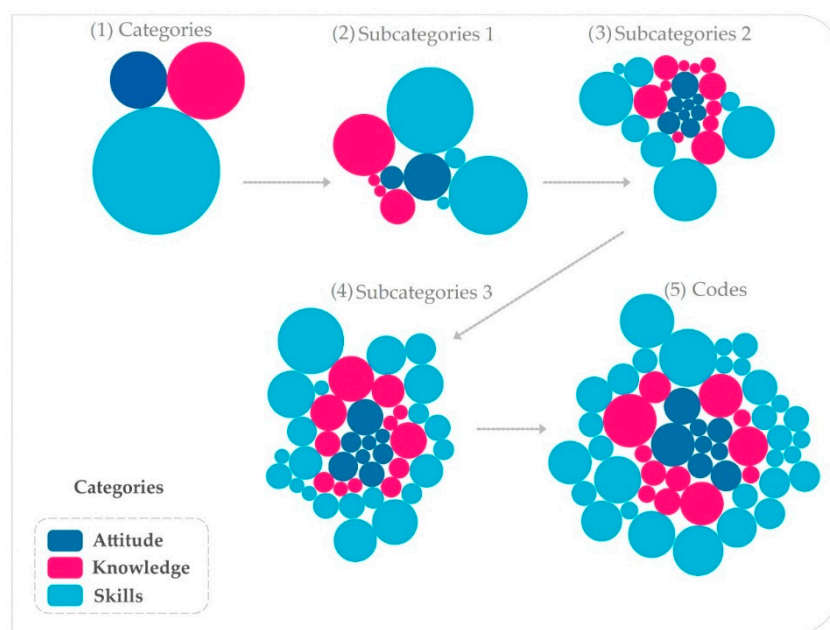 (1) Categories
(2) Subcategories 1
(3) Subcategories 2
(4) Subcategories 3
(5) Codes
Categories
Attitude
Knowledge
Skills